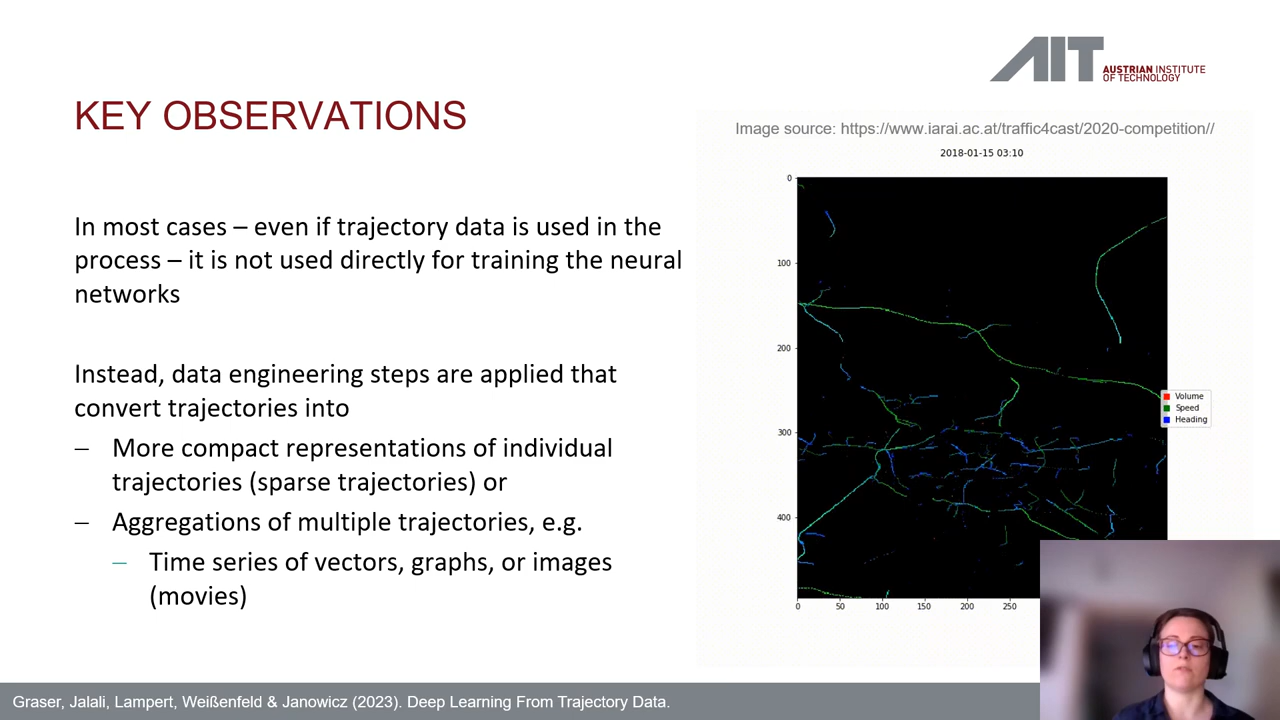 AIT AUSTRIAN INSTITUTE
OF TECHNOLOGY
KEY OBSERVATIONS
Image source: https://www.iarai.ac.at/traffic4cast/2020-competition//
2018-01-15 03:10
In most cases – even if trajectory data is used in the
process – it is not used directly for training the neural
networks
Instead, data engineering steps are applied that
convert trajectories into
– More compact representations of individual
trajectories (sparse trajectories) or
– Aggregations of multiple trajectories, e.g.
– Time series of vectors, graphs, or images
(movies)
0
100
200
300
400
0 50 100 150 200 250
Volume
Speed
Heading
Graser, Jalali, Lampert, Weißenfeld & Janowicz (2023). Deep Learning From Trajectory Data.